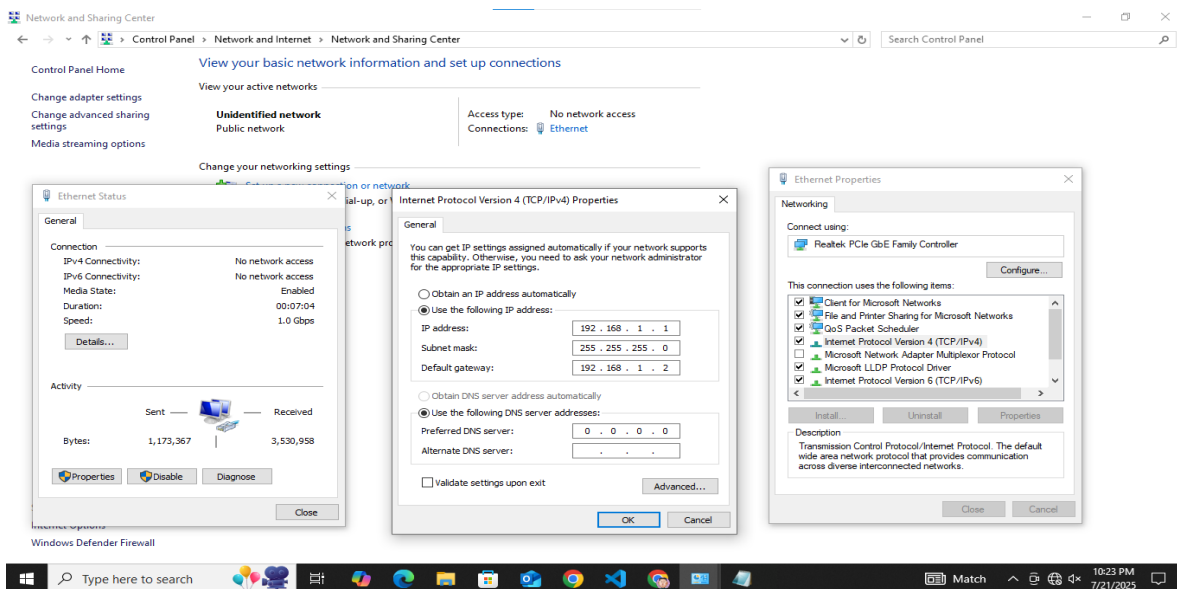 Network and Sharing Center
Control Panel > Network and Internet > Network and Sharing Center
Search Control Panel
Control Panel Home
Change adapter settings
Change advanced sharing
settings
Media streaming options
Internet Options
Windows Defender Firewall
View your basic network information and set up connections
View your active networks
Unidentified network
Public network
Access type: No network access
Connections: Ethernet
Change your networking settings
ion or network
ial-up, or
etwork
Ethernet Status
General
Connection
IPv4 Connectivity: No network access
IPv6 Connectivity: No network access
Media State: Enabled
Duration: 00:07:04
Speed: 1.0 Gbps
Details...
Activity
Sent Received
Bytes: 1,173,367 3,530,958
Properties Disable Diagnose
Close
Internet Protocol Version 4 (TCP/IPv4) Properties
General
You can get IP settings assigned automatically if your network supports
this capability. Otherwise, you need to ask your network administrator
for the appropriate IP settings.
Obtain an IP address automatically
Use the following IP address:
IP address: 192 . 168 . 1 . 1
Subnet mask: 255 . 255 . 255 . 0
Default gateway: 192 . 168 . 1 . 2
Obtain DNS server address automatically
Use the following DNS server addresses:
Preferred DNS server: 0 . 0 . 0 . 0
Alternate DNS server: . . .
Validate settings upon exit
Advanced...
OK Cancel
Ethernet Properties
Networking
Connect using:
Realtek PCIe GbE Family Controller
Configure...
This connection uses the following items:
Client for Microsoft Networks
File and Printer Sharing for Microsoft Networks
QoS Packet Scheduler
Internet Protocol Version 4 (TCP/IPv4)
Microsoft Network Adapter Multiplexor Protocol
Microsoft LLDP Protocol Driver
Internet Protocol Version 6 (TCP/IPv6)
Install... Uninstall Properties
Description
Transmission Control Protocol/Internet Protocol. The default
wide area network protocol that provides communication
across diverse interconnected networks.
Close Cancel
Type here to search
Match
10:23 PM
7/21/2025